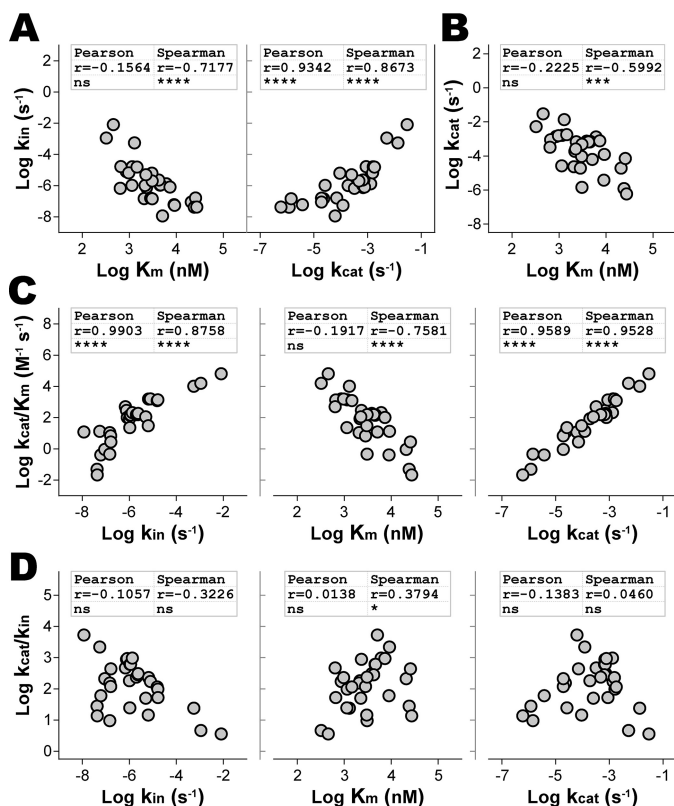 A
B
Pearson Spearman
r=-0.1564 r=-0.7177
ns ****
Pearson Spearman
r=0.9342 r=0.8673
**** ****
Pearson Spearman
r=-0.2225 r=-0.5992
ns ***
Log kin (s-1)
0
-2
-4
-6
-8
2 3 4 5
Log Km (nM)
-7 -5 -3 -1
Log kcat (s-1)
Log kcat (s-1)
0
-2
-4
-6
-8
2 3 4 5
Log Km (nM)
C
Pearson Spearman
r=0.9903 r=0.8758
**** ****
Pearson Spearman
r=-0.1917 r=-0.7581
ns ****
Pearson Spearman
r=0.9589 r=0.9528
**** ****
Log kcat/Km (M-1 s-1)
8
6
4
2
0
-2
-8 -6 -4 -2
Log kin (s-1)
2 3 4 5
Log Km (nM)
-7 -5 -3 -1
Log kcat (s-1)
D
Pearson Spearman
r=-0.1057 r=-0.3226
ns ns
Pearson Spearman
r=0.0138 r=0.3794
ns *
Pearson Spearman
r=-0.1383 r=0.0460
ns ns
Log kcat/kin
5
4
3
2
1
0
-8 -6 -4 -2
Log kin (s-1)
2 3 4 5
Log Km (nM)
-7 -5 -3 -1
Log kcat (s-1)